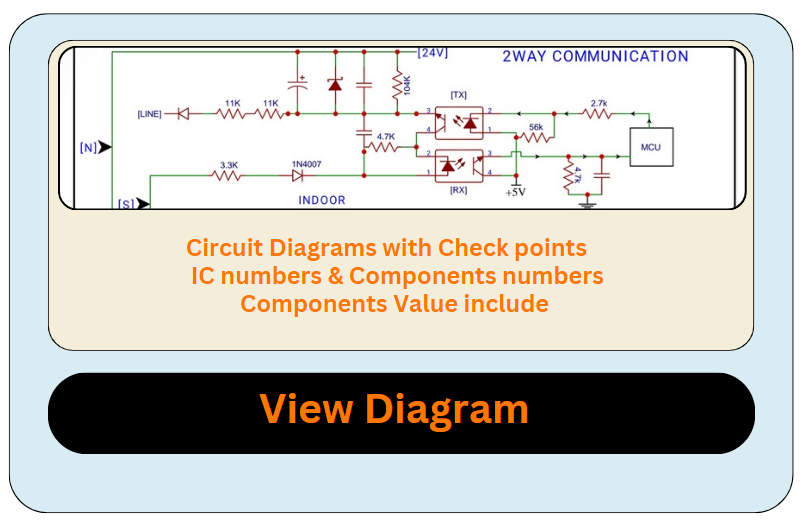 [24V]
2WAY COMMUNICATION
104K
[TX]
[LINE]
11K
11K
3
2
2.7k
4
1
56k
4.7K
MCU
[N]
2
3
3.3K
1N4007
1
4
4.7k
[RX]
+5V
[S]
INDOOR
Circuit Diagrams with Check points
IC numbers & Components numbers
Components Value include
View Diagram